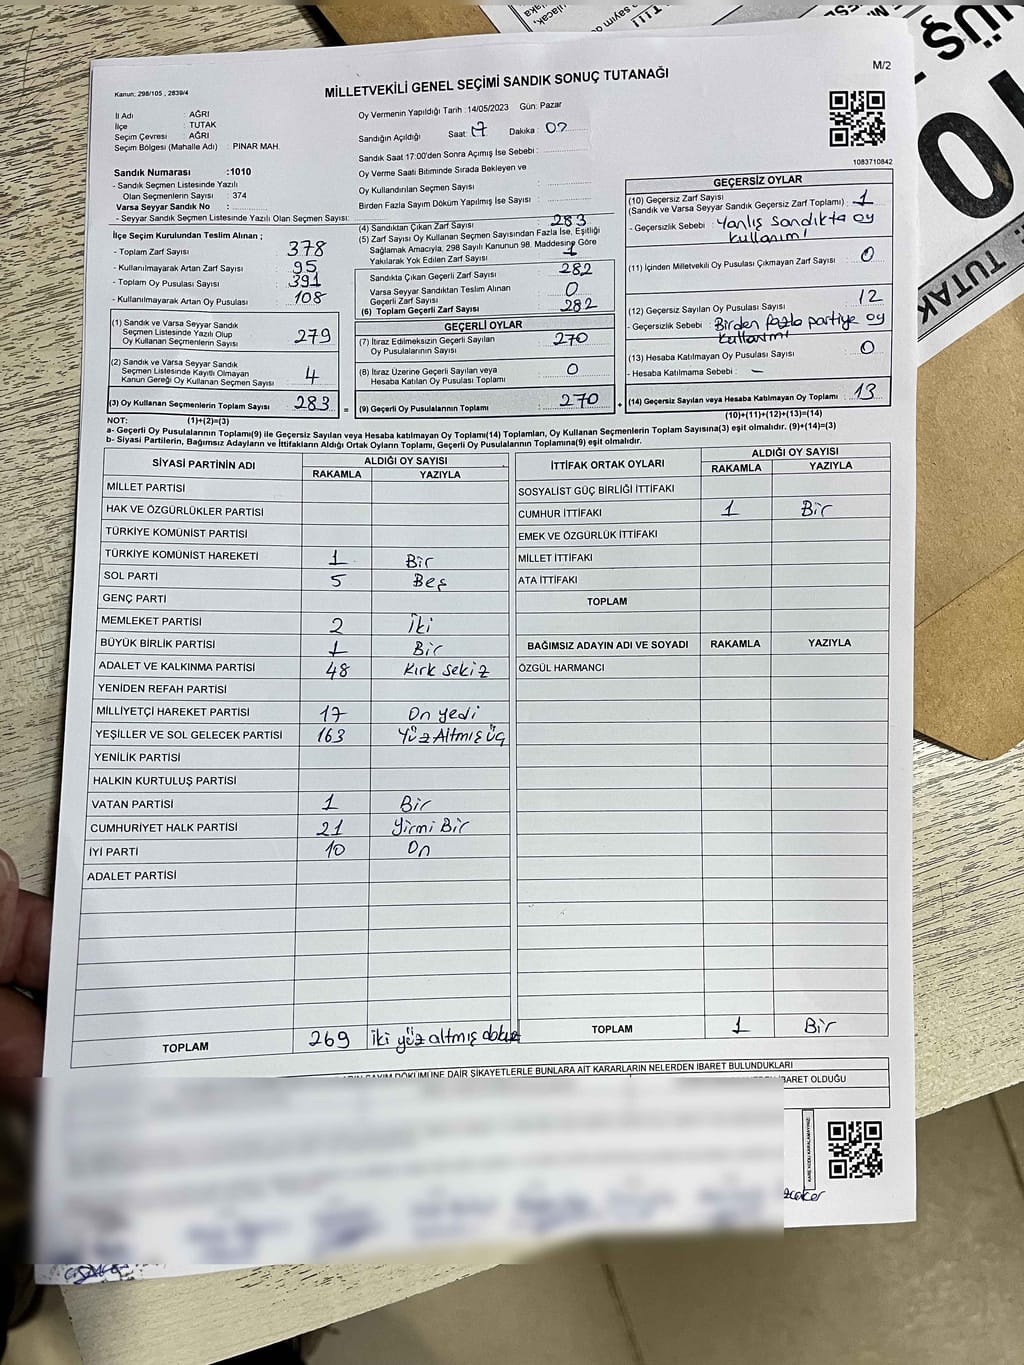 MİLLETVEKİLİ GENEL SEÇİMİ SANDIK SONUÇ TUTANAĞI
M/2
Kanun; 298/105 , 2839/4
İl Adı : AĞRI
İlçe : TUTAK
Seçim Çevresi : AĞRI
Seçim Bölgesi (Mahalle Adı) : PINAR MAH.
Sandık Numarası :1010
- Sandık Seçmen Listesinde Yazılı
Olan Seçmenlerin Sayısı : 374
Varsa Seyyar Sandık No :
- Seyyar Sandık Seçmen Listesinde Yazılı Olan Seçmen Sayısı:
Oy Vermenin Yapıldığı Tarih : 14/05/2023 Gün: Pazar
Sandığın Açıldığı Saat 17 Dakika : 02
Sandık Saat 17:00'den Sonra Açımış İse Sebebi :
Oy Verme Saati Bitiminde Sırada Bekleyen ve
Oy Kullandırılan Seçmen Sayısı :
Birden Fazla Sayım Döküm Yapılmış İse Sayısı :
1083710842
İlçe Seçim Kurulundan Teslim Alınan ;
- Toplam Zarf Sayısı : 378
- Kullanılmayarak Artan Zarf Sayısı : 95
- Toplam Oy Pusulası Sayısı : 391
- Kullanılmayarak Artan Oy Pusulası : 108
(1) Sandık ve Varsa Seyyar Sandık
Seçmen Listesinde Yazılı Olup
Oy Kullanan Seçmenlerin Sayısı : 279
(2) Sandık ve Varsa Seyyar Sandık
Seçmen Listesinde Kayıtlı Olmayan
Kanun Gereği Oy Kullanan Seçmen Sayısı : 4
(3) Oy Kullanan Seçmenlerin Toplam Sayısı : 283
(1)+(2)=(3)
(4) Sandıktan Çıkan Zarf Sayısı : 283
(5) Zarf Sayısı Oy Kullanan Seçmen Sayısından Fazla İse, Eşitliği
Sağlamak Amacıyla, 298 Sayılı Kanunun 98. Maddesine Göre
Yakılarak Yok Edilen Zarf Sayısı : 1
Sandıkta Çıkan Geçerli Zarf Sayısı : 282
Varsa Seyyar Sandıktan Teslim Alınan
Geçerli Zarf Sayısı : 0
(6) Toplam Geçerli Zarf Sayısı : 282
GEÇERLİ OYLAR
(7) İtiraz Edilmeksizin Geçerli Sayılan
Oy Pusulalarının Sayısı : 270
(8) İtiraz Üzerine Geçerli Sayılan veya
Hesaba Katılan Oy Pusulası Toplamı : 0
= (9) Geçerli Oy Pusulalarının Toplamı : 270
GEÇERSİZ OYLAR
(10) Geçersiz Zarf Sayısı
(Sandık ve Varsa Seyyar Sandık Geçersiz Zarf Toplamı) : 1
- Geçersizlik Sebebi : Yanlış sandıkta oy
kullanımı
(11) İçinden Milletvekili Oy Pusulası Çıkmayan Zarf Sayısı : 0
(12) Geçersiz Sayılan Oy Pusulası Sayısı : 12
- Geçersizlik Sebebi : Birden fazla partiye oy
kullanımı
(13) Hesaba Katılmayan Oy Pusulası Sayısı : 0
- Hesaba Katılmama Sebebi : -
+ (14) Geçersiz Sayılan veya Hesaba Katılmayan Oy Toplamı : 13
(10)+(11)+(12)+(13)=(14)
NOT:
a- Geçerli Oy Pusulalarının Toplamı(9) ile Geçersiz Sayılan veya Hesaba katılmayan Oy Toplamı(14) Toplamları, Oy Kullanan Seçmenlerin Toplam Sayısına(3) eşit olmalıdır. (9)+(14)=(3)
b- Siyasi Partilerin, Bağımsız Adayların ve İttifakların Aldığı Ortak Oyların Toplamı, Geçerli Oy Pusulalarının Toplamına(9) eşit olmalıdır.
SİYASİ PARTİNİN ADI ALDIĞI OY SAYISI
RAKAMLA YAZIYLA
MİLLET PARTİSİ
HAK VE ÖZGÜRLÜKLER PARTİSİ
TÜRKİYE KOMÜNİST PARTİSİ
TÜRKİYE KOMÜNİST HAREKETİ 1 Bir
SOL PARTİ 5 Beş
GENÇ PARTİ
MEMLEKET PARTİSİ 2 İki
BÜYÜK BİRLİK PARTİSİ 1 Bir
ADALET VE KALKINMA PARTİSİ 48 Kırk sekiz
YENİDEN REFAH PARTİSİ
MİLLİYETÇİ HAREKET PARTİSİ 17 On yedi
YEŞİLLER VE SOL GELECEK PARTİSİ 163 Yüz Altmış Üç
YENİLİK PARTİSİ
HALKIN KURTULUŞ PARTİSİ
VATAN PARTİSİ 1 Bir
CUMHURİYET HALK PARTİSİ 21 Yirmi Bir
İYİ PARTİ 10 On
ADALET PARTİSİ
TOPLAM 269 iki yüz altmış dokuz
İTTİFAK ORTAK OYLARI ALDIĞI OY SAYISI
RAKAMLA YAZIYLA
SOSYALİST GÜÇ BİRLİĞİ İTTİFAKI
CUMHUR İTTİFAKI 1 Bir
EMEK VE ÖZGÜRLÜK İTTİFAKI
MİLLET İTTİFAKI
ATA İTTİFAKI
TOPLAM
BAĞIMSIZ ADAYIN ADI VE SOYADI RAKAMLA YAZIYLA
ÖZGÜL HARMANCI
TOPLAM 1 Bir
DÖKÜMÜNE DAİR ŞİKAYETLERLE BUNLARA AİT KARARLARIN NELERDEN İBARET BULUNDUKLARI
İBARET OLDUĞU
KARE KODU KARALAMAYINIZ
TUTAK